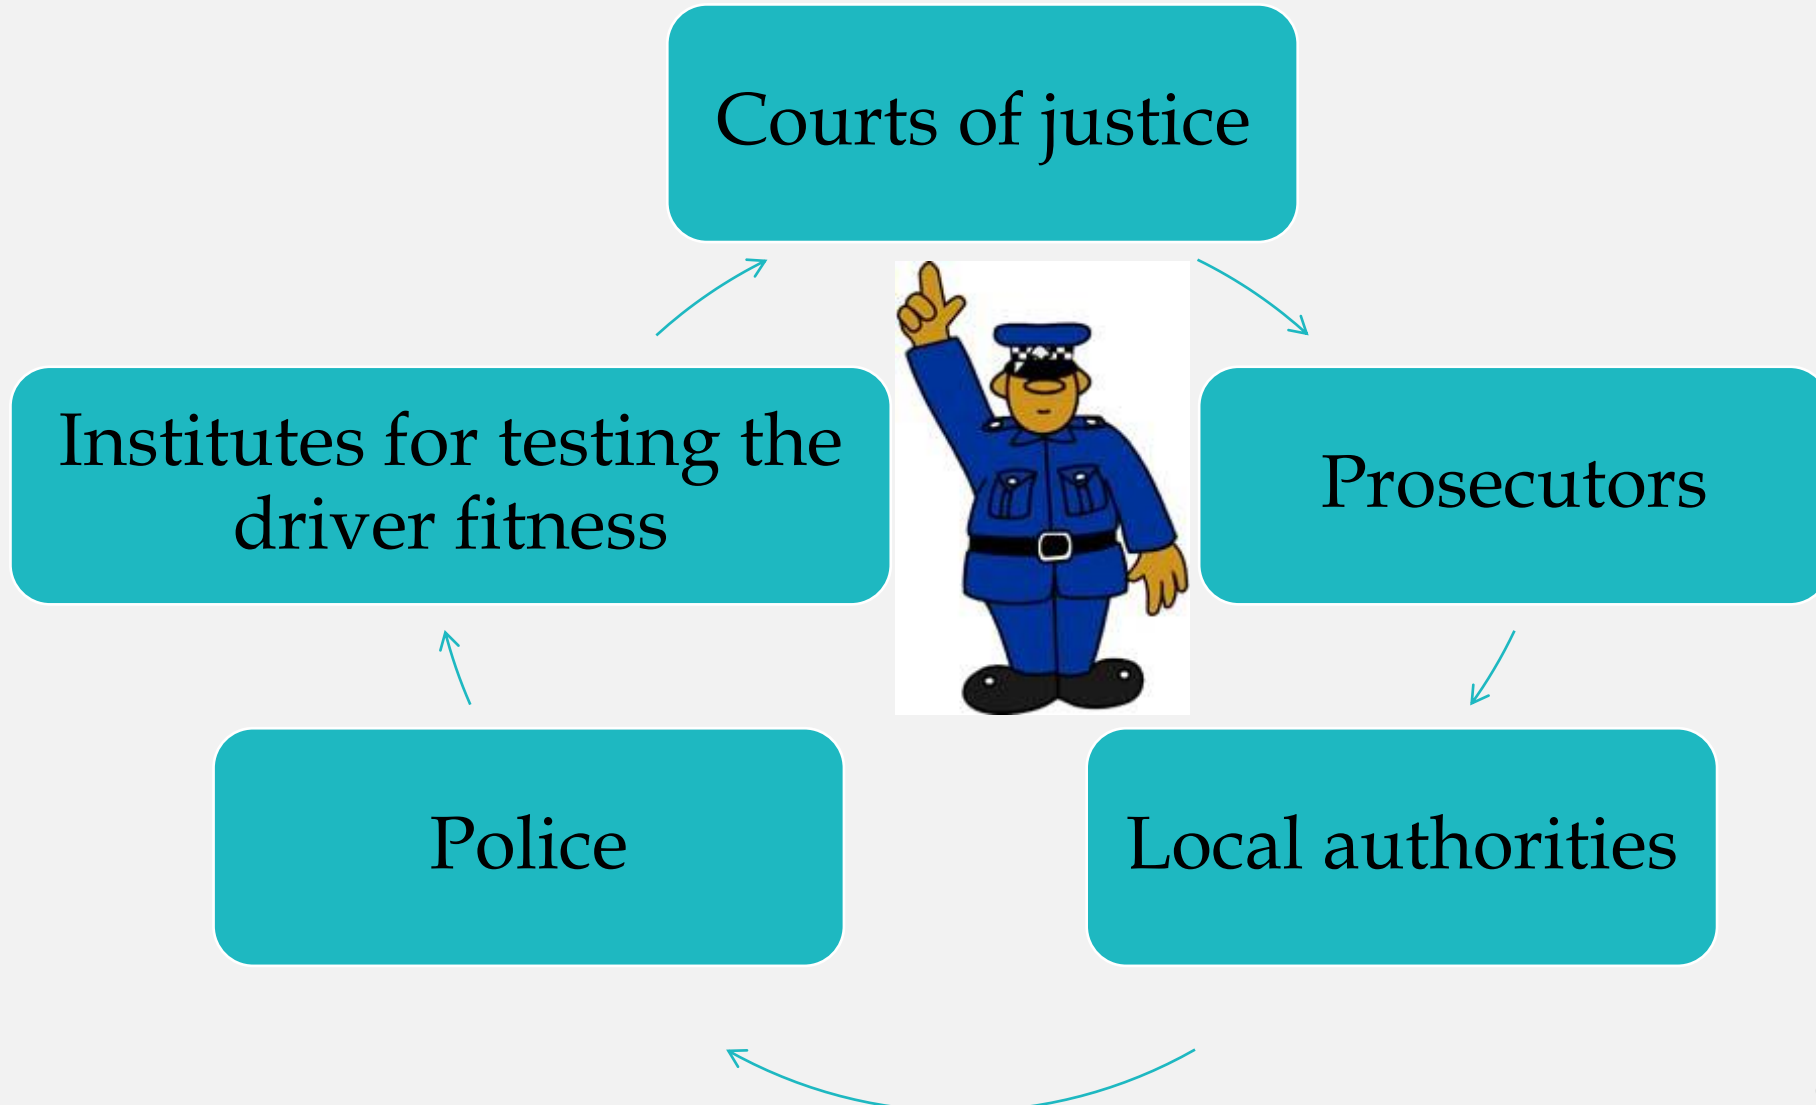 Courts of justice
Institutes for testing the
driver fitness
Prosecutors
Police
Local authorities